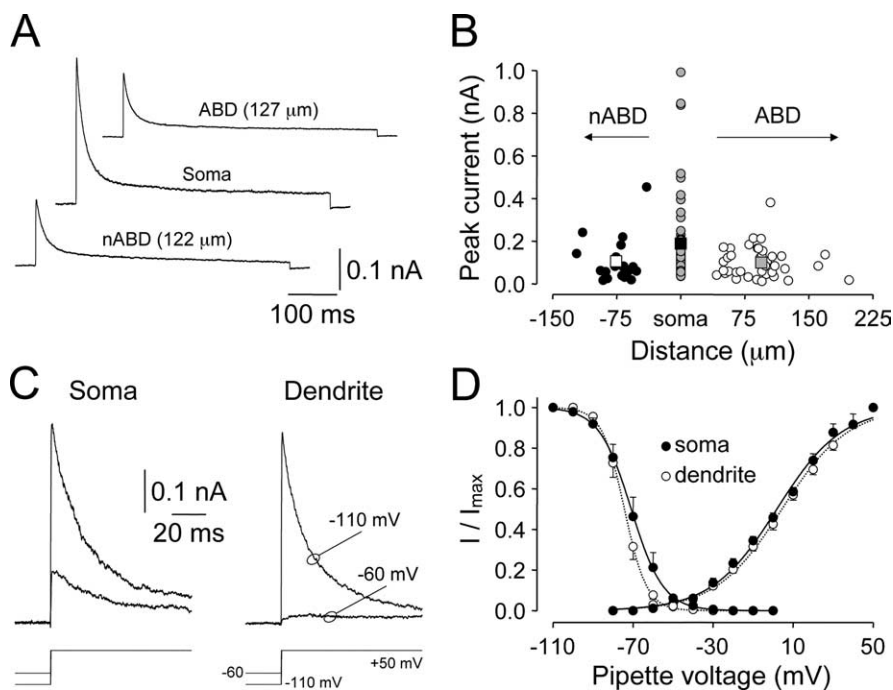 A
ABD (127 μm)
Soma
nABD (122 μm)
0.1 nA
100 ms
B
Peak current (nA)
1.0
0.8
0.6
0.4
0.2
0.0
nABD
ABD
-150 -75 soma 75 150 225
Distance (μm)
C
Soma
Dendrite
0.1 nA
20 ms
-110 mV
-60 mV
-60
-110 mV
+50 mV
D
I / Imax
1.0
0.8
0.6
0.4
0.2
0.0
soma
dendrite
-110 -70 -30 10 50
Pipette voltage (mV)